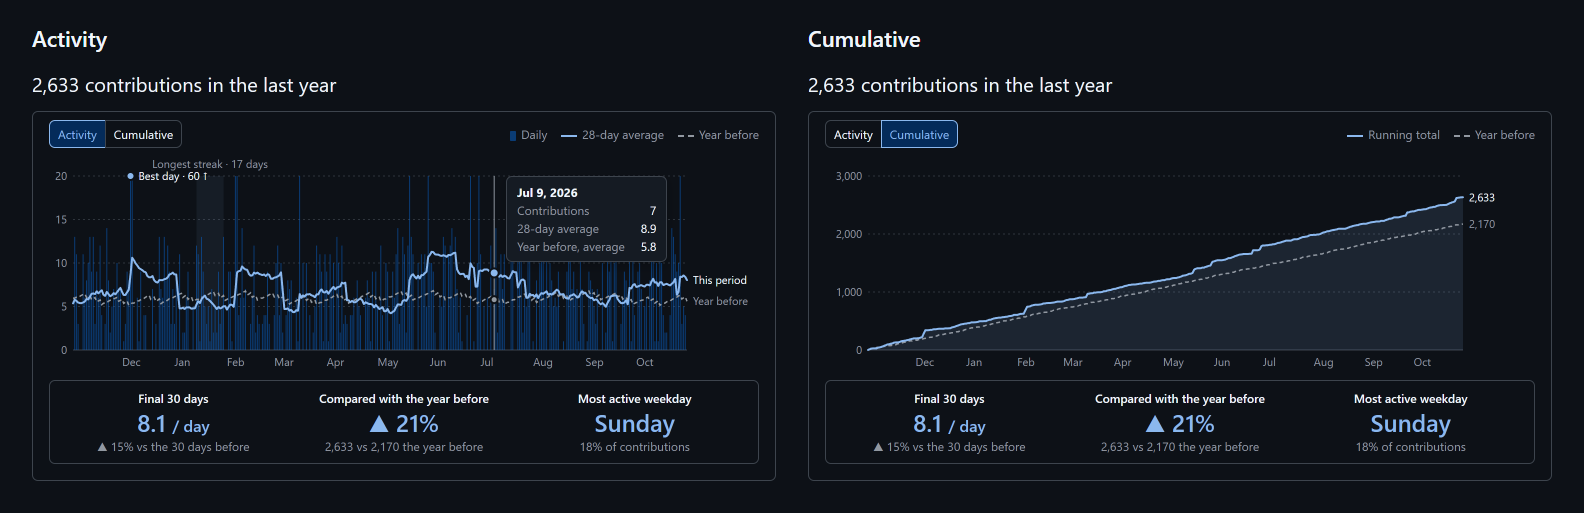 Activity
2,633 contributions in the last year
Activity Cumulative
Daily 28-day average Year before
Longest streak · 17 days
Best day · 60 ↑
20
15
10
5
0
Jul 9, 2026
Contributions 7
28-day average 8.9
Year before, average 5.8
This period
Year before
Dec Jan Feb Mar Apr May Jun Jul Aug Sep Oct
Final 30 days
8.1 / day
▲ 15% vs the 30 days before
Compared with the year before
▲ 21%
2,633 vs 2,170 the year before
Most active weekday
Sunday
18% of contributions
Cumulative
2,633 contributions in the last year
Activity Cumulative
Running total Year before
3,000
2,000
1,000
0
2,633
2,170
Dec Jan Feb Mar Apr May Jun Jul Aug Sep Oct
Final 30 days
8.1 / day
▲ 15% vs the 30 days before
Compared with the year before
▲ 21%
2,633 vs 2,170 the year before
Most active weekday
Sunday
18% of contributions